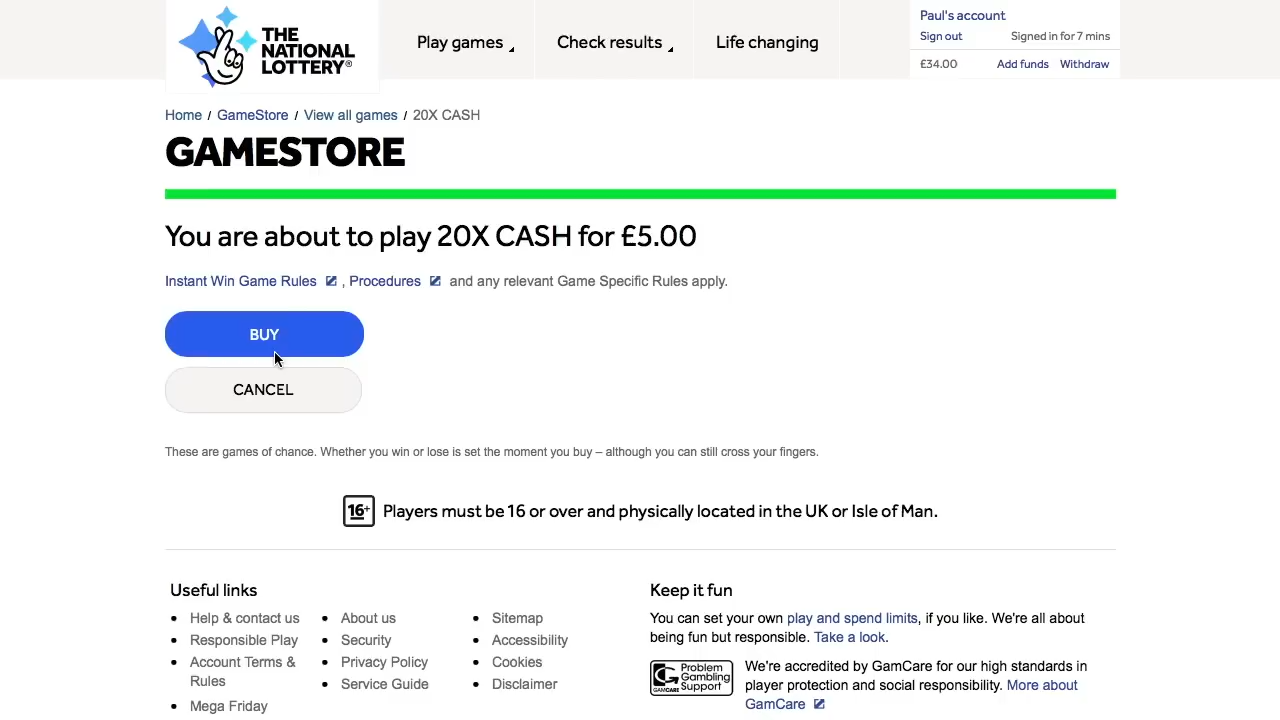 THE
NATIONAL
LOTTERY®
Play games
Check results
Life changing
Paul's account
Sign out
Signed in for 7 mins
£34.00
Add funds
Withdraw
Home / GameStore / View all games / 20X CASH
GAMESTORE
You are about to play 20X CASH for £5.00
Instant Win Game Rules , Procedures and any relevant Game Specific Rules apply.
BUY
CANCEL
These are games of chance. Whether you win or lose is set the moment you buy – although you can still cross your fingers.
16+ Players must be 16 or over and physically located in the UK or Isle of Man.
Useful links
Help & contact us
Responsible Play
Account Terms &
Rules
Mega Friday
About us
Security
Privacy Policy
Service Guide
Sitemap
Accessibility
Cookies
Disclaimer
Keep it fun
You can set your own play and spend limits, if you like. We're all about
being fun but responsible. Take a look.
GAMCARE
Problem
Gambling
Support
We're accredited by GamCare for our high standards in
player protection and social responsibility. More about
GamCare